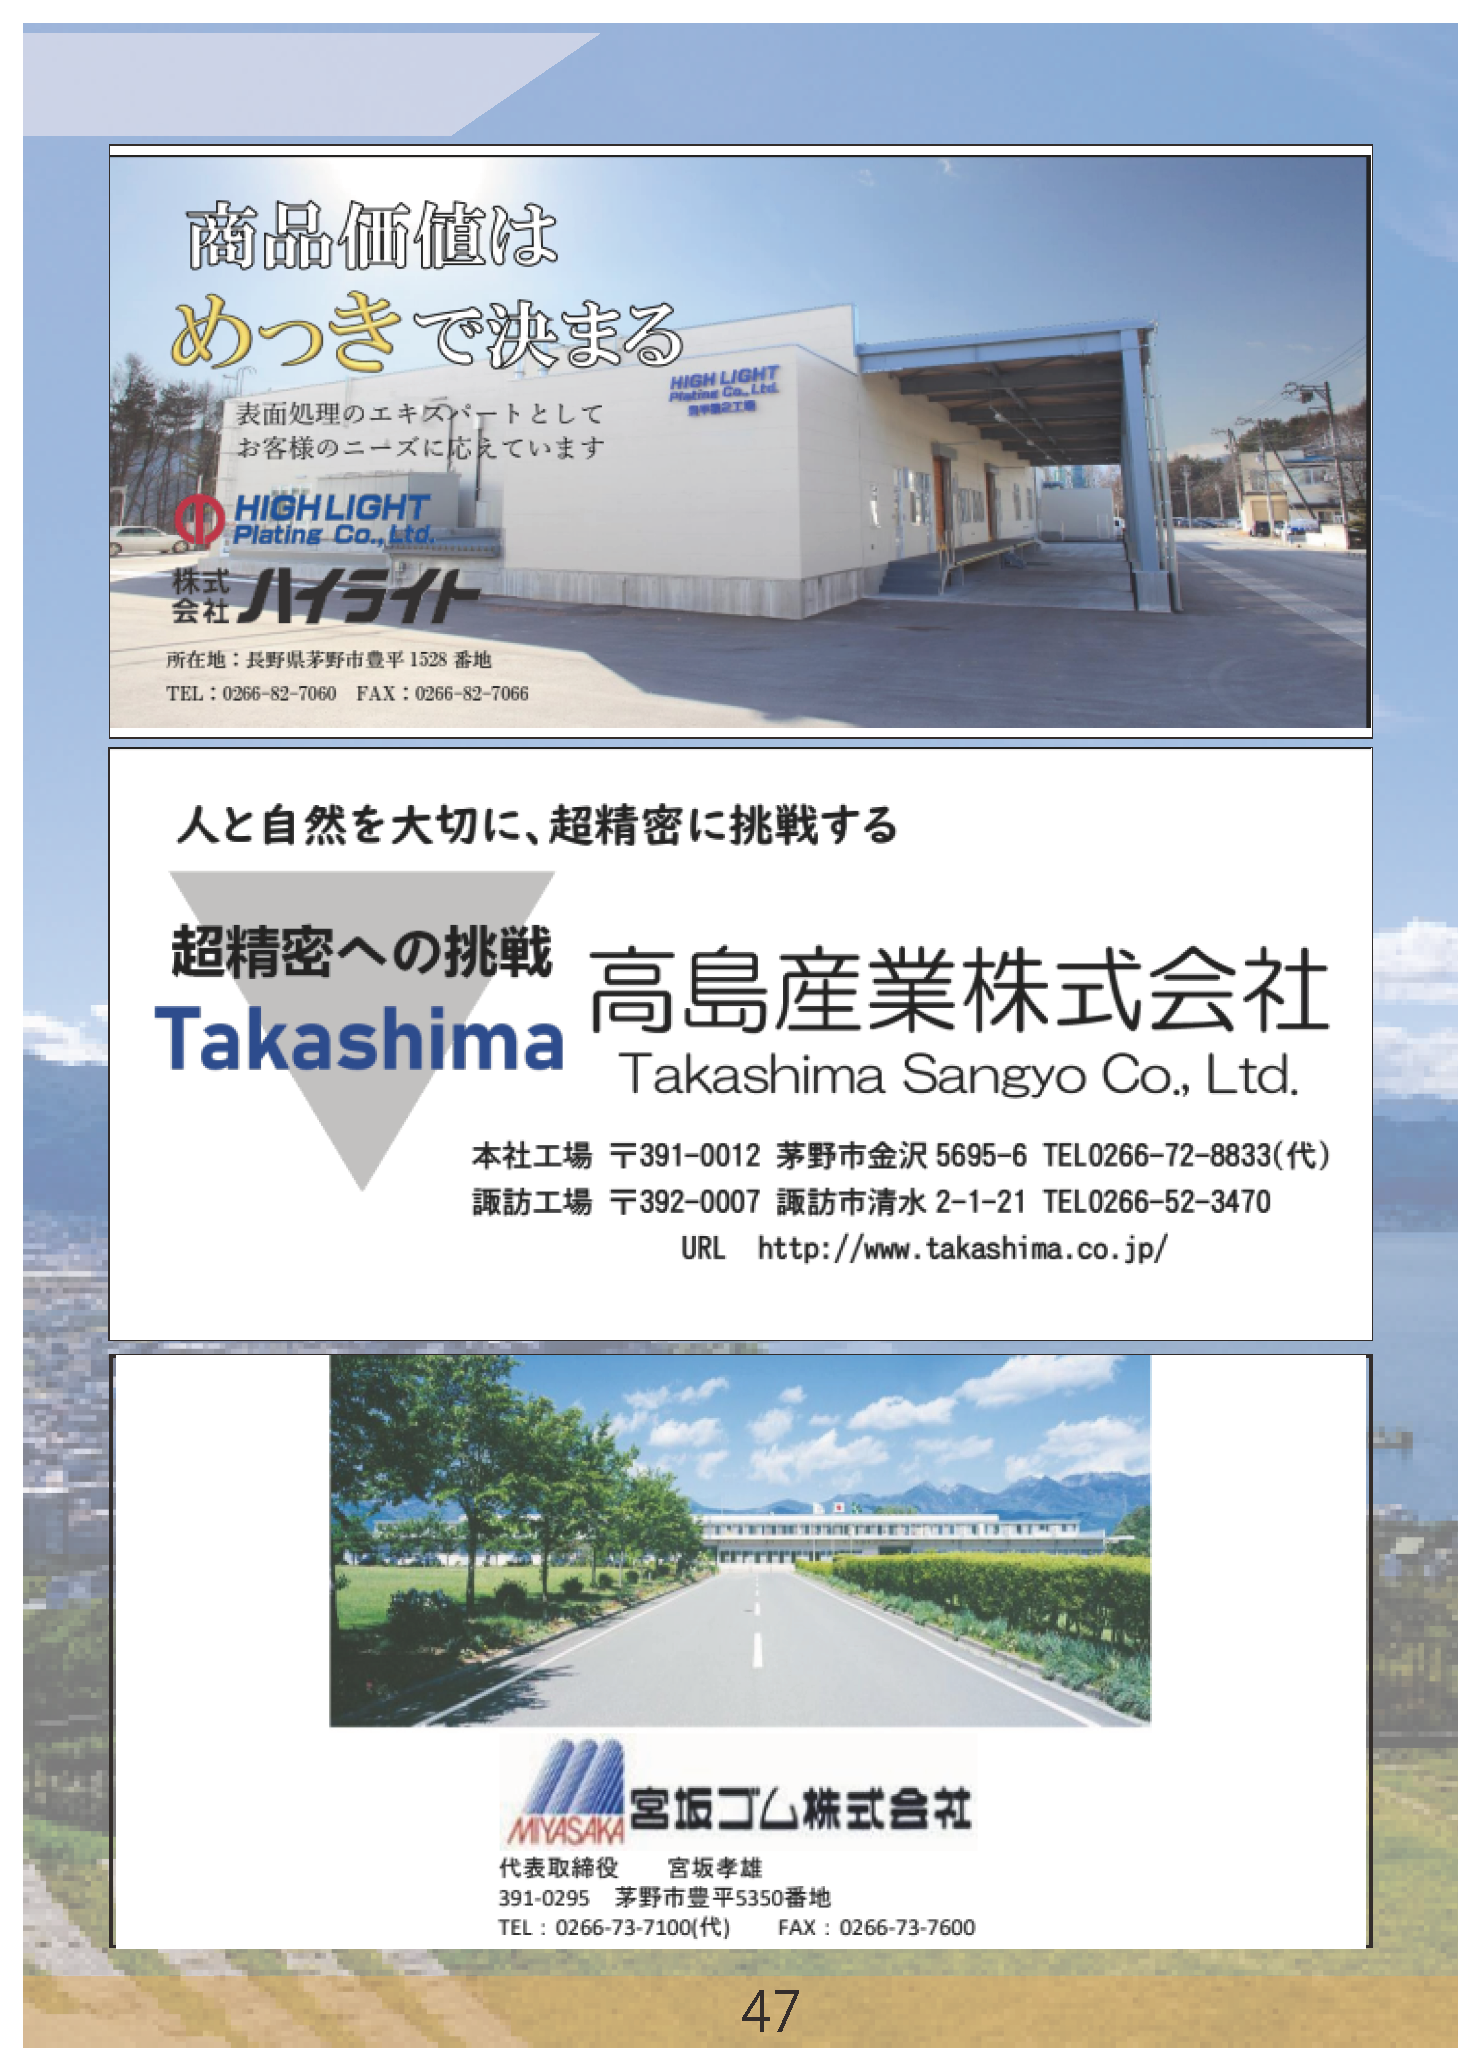 商品価値は
めっきで決まる
HIGH LIGHT
Plating Co.,Ltd.
表面処理のエキスパートとして
お客様のニーズに応えています
HIGH LIGHT
Plating Co.,Ltd.
株式会社ハイライト
所在地：長野県茅野市豊平1528番地
TEL：0266-82-7060　FAX：0266-82-7066
人と自然を大切に、超精密に挑戦する
超精密への挑戦
Takashima
高島産業株式会社
Takashima Sangyo Co., Ltd.
本社工場 〒391-0012 茅野市金沢5695-6 TEL0266-72-8833(代)
諏訪工場 〒392-0007 諏訪市清水2-1-21 TEL0266-52-3470
URL　http://www.takashima.co.jp/
MIYASAKA 宮坂ゴム株式会社
代表取締役　　宮坂孝雄
391-0295　茅野市豊平5350番地
TEL：0266-73-7100(代)　　FAX：0266-73-7600
47